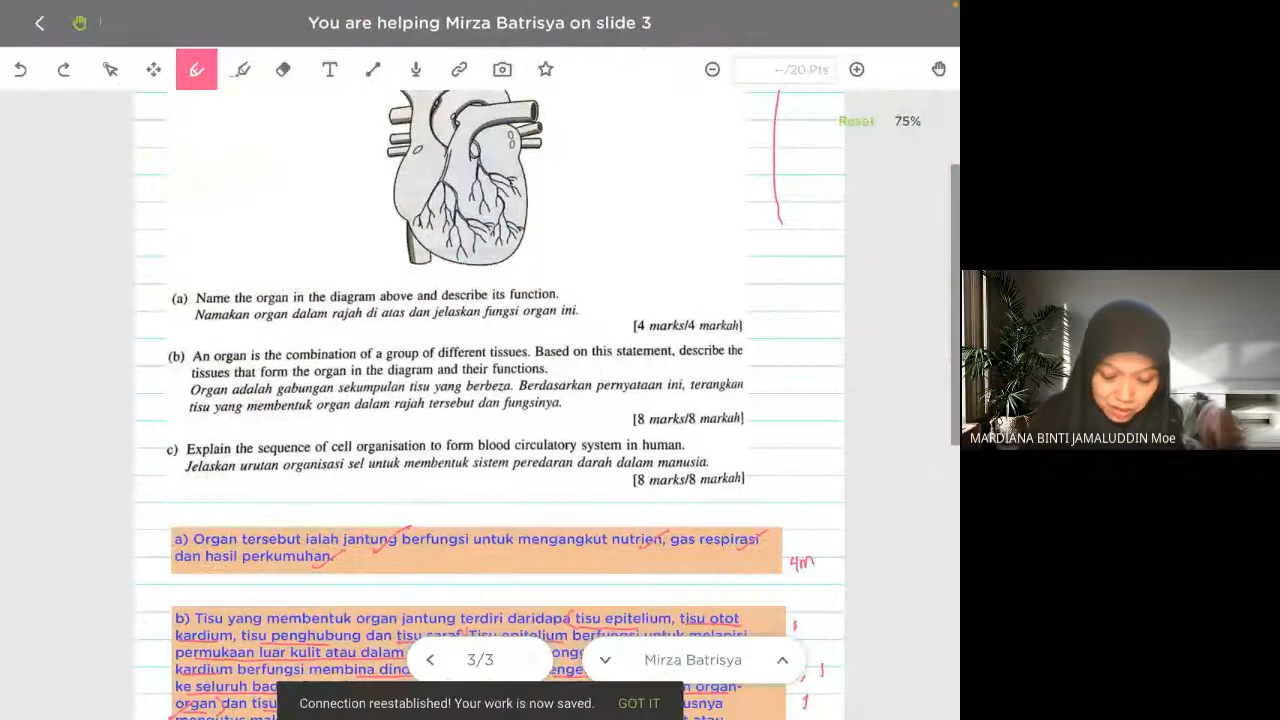 You are helping Mirza Batrisya on slide 3
--/20 Pts
Reset 75%
(a) Name the organ in the diagram above and describe its function.
Namakan organ dalam rajah di atas dan jelaskan fungsi organ ini.
[4 marks/4 markah]
(b) An organ is the combination of a group of different tissues. Based on this statement, describe the
tissues that form the organ in the diagram and their functions.
Organ adalah gabungan sekumpulan tisu yang berbeza. Berdasarkan pernyataan ini, terangkan
tisu yang membentuk organ dalam rajah tersebut dan fungsinya.
[8 marks/8 markah]
c) Explain the sequence of cell organisation to form blood circulatory system in human.
Jelaskan urutan organisasi sel untuk membentuk sistem peredaran darah dalam manusia.
[8 marks/8 markah]
a) Organ tersebut ialah jantung berfungsi untuk mengangkut nutrien, gas respirasi
dan hasil perkumuhan.
4m
b) Tisu yang membentuk organ jantung terdiri daridapa tisu epitelium, tisu otot
kardium, tisu penghubung dan tisu saraf. Tisu epitelium berfungsi untuk melapisi
permukaan luar kulit atau dalam
kardium berfungsi membina
ke seluruh organ-
organ dan tisu
3/3
Mirza Batrisya
Connection reestablished! Your work is now saved. GOT IT
MARDIANA BINTI JAMALUDDIN Moe